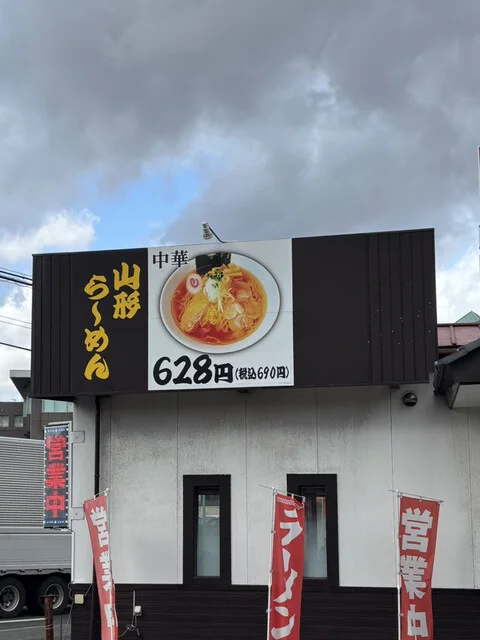 山形
らーめん
中華
628円(税込690円)
営業中
営業中
ラーメン
営業中